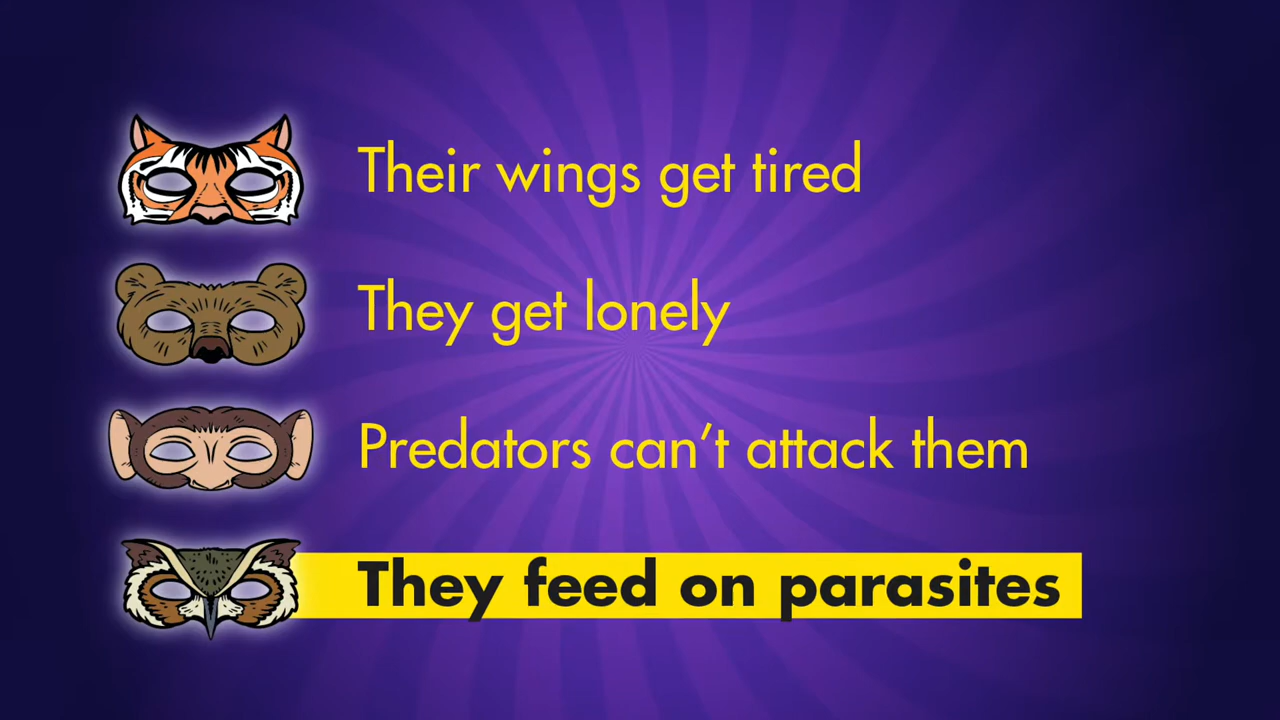 Their wings get tired
They get lonely
Predators can’t attack them
They feed on parasites